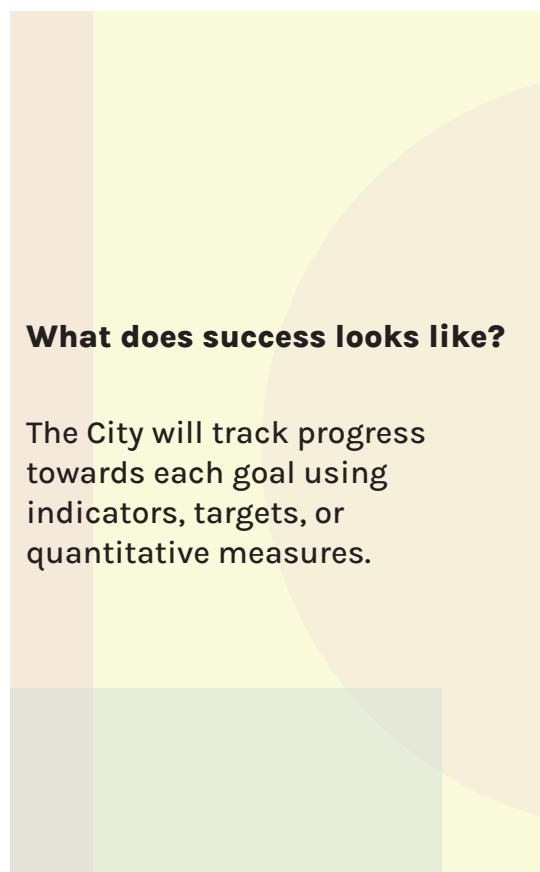 What does success looks like?
The City will track progress
towards each goal using
indicators, targets, or
quantitative measures.